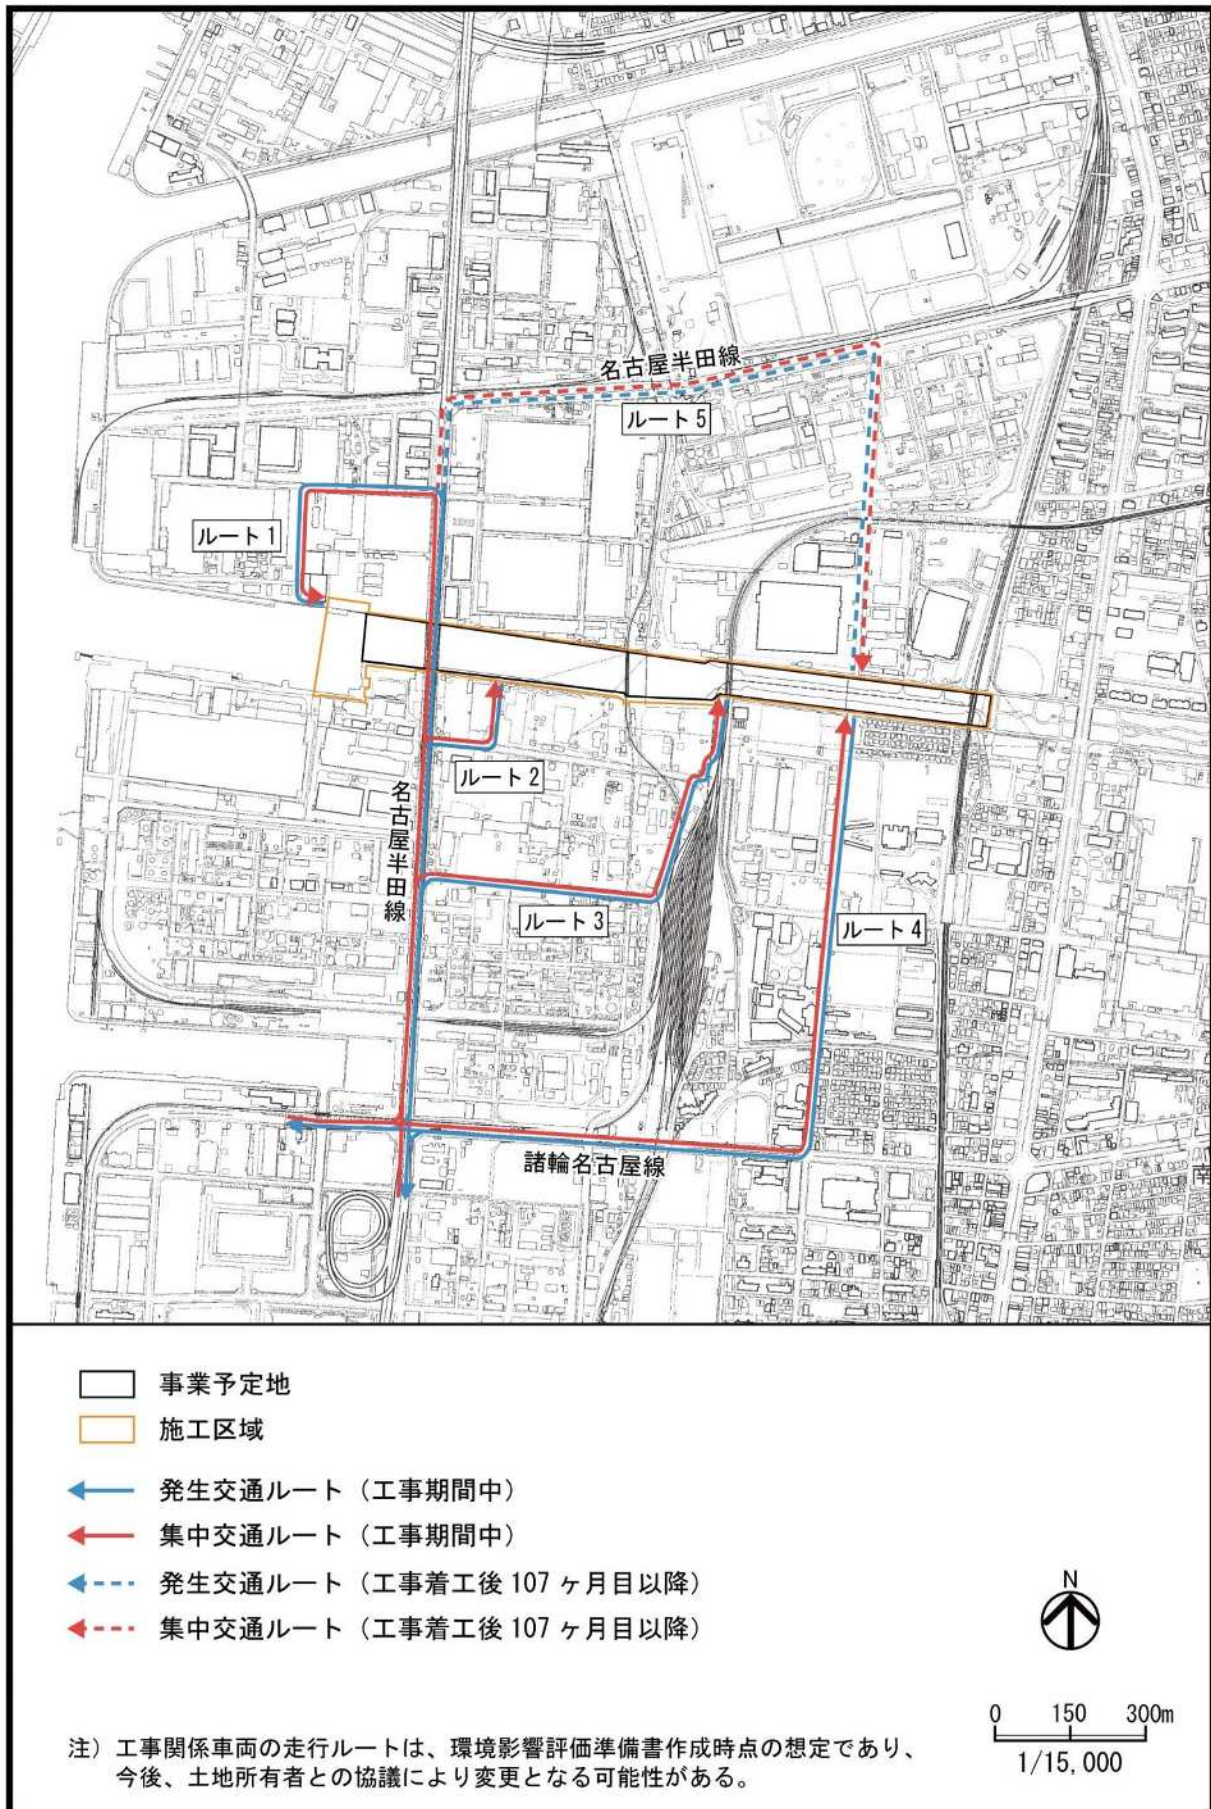 名古屋半田線
ルート 5
ルート 1
ルート 2
名古屋半田線
ルート 3
ルート 4
諸輪名古屋線
南
事業予定地
施工区域
発生交通ルート（工事期間中）
集中交通ルート（工事期間中）
発生交通ルート（工事着工後 107 ヶ月目以降）
集中交通ルート（工事着工後 107 ヶ月目以降）
N
0 150 300m
1/15,000
注）工事関係車両の走行ルートは、環境影響評価準備書作成時点の想定であり、
今後、土地所有者との協議により変更となる可能性がある。